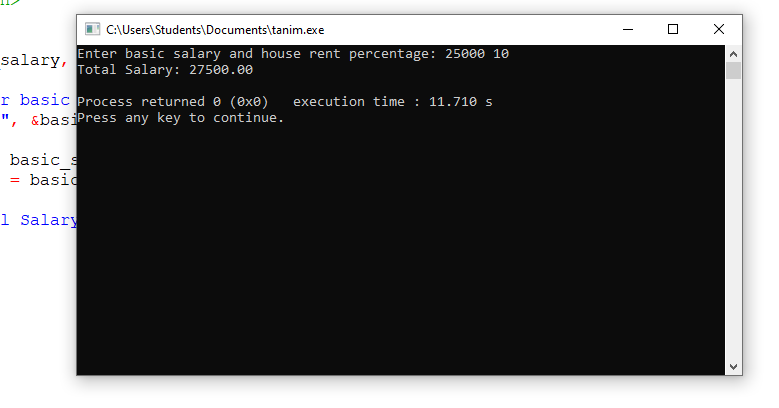 C:\Users\Students\Documents\tanim.exe
Enter basic salary and house rent percentage: 25000 10
Total Salary: 27500.00
Process returned 0 (0x0)   execution time : 11.710 s
Press any key to continue.
salary,
r basic
", &basi
basic_s
= basic
l Salary